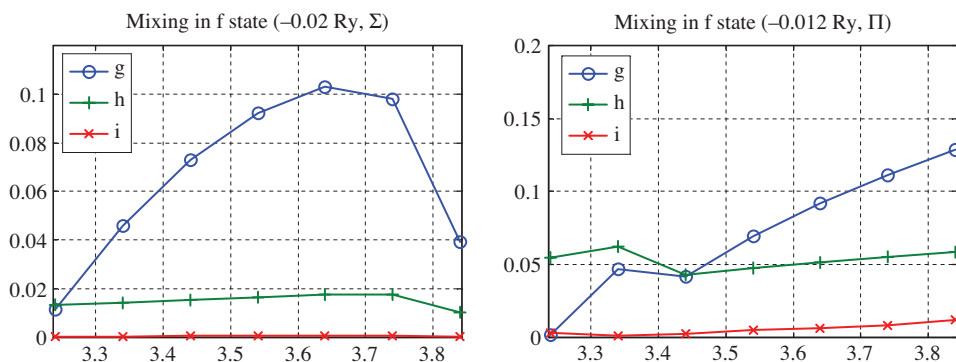 Mixing in f state (–0.02 Ry, Σ)
g
h
i
0.1
0.08
0.06
0.04
0.02
0
3.3 3.4 3.5 3.6 3.7 3.8
Mixing in f state (–0.012 Ry, Π)
g
h
i
0.2
0.15
0.1
0.05
0
3.3 3.4 3.5 3.6 3.7 3.8